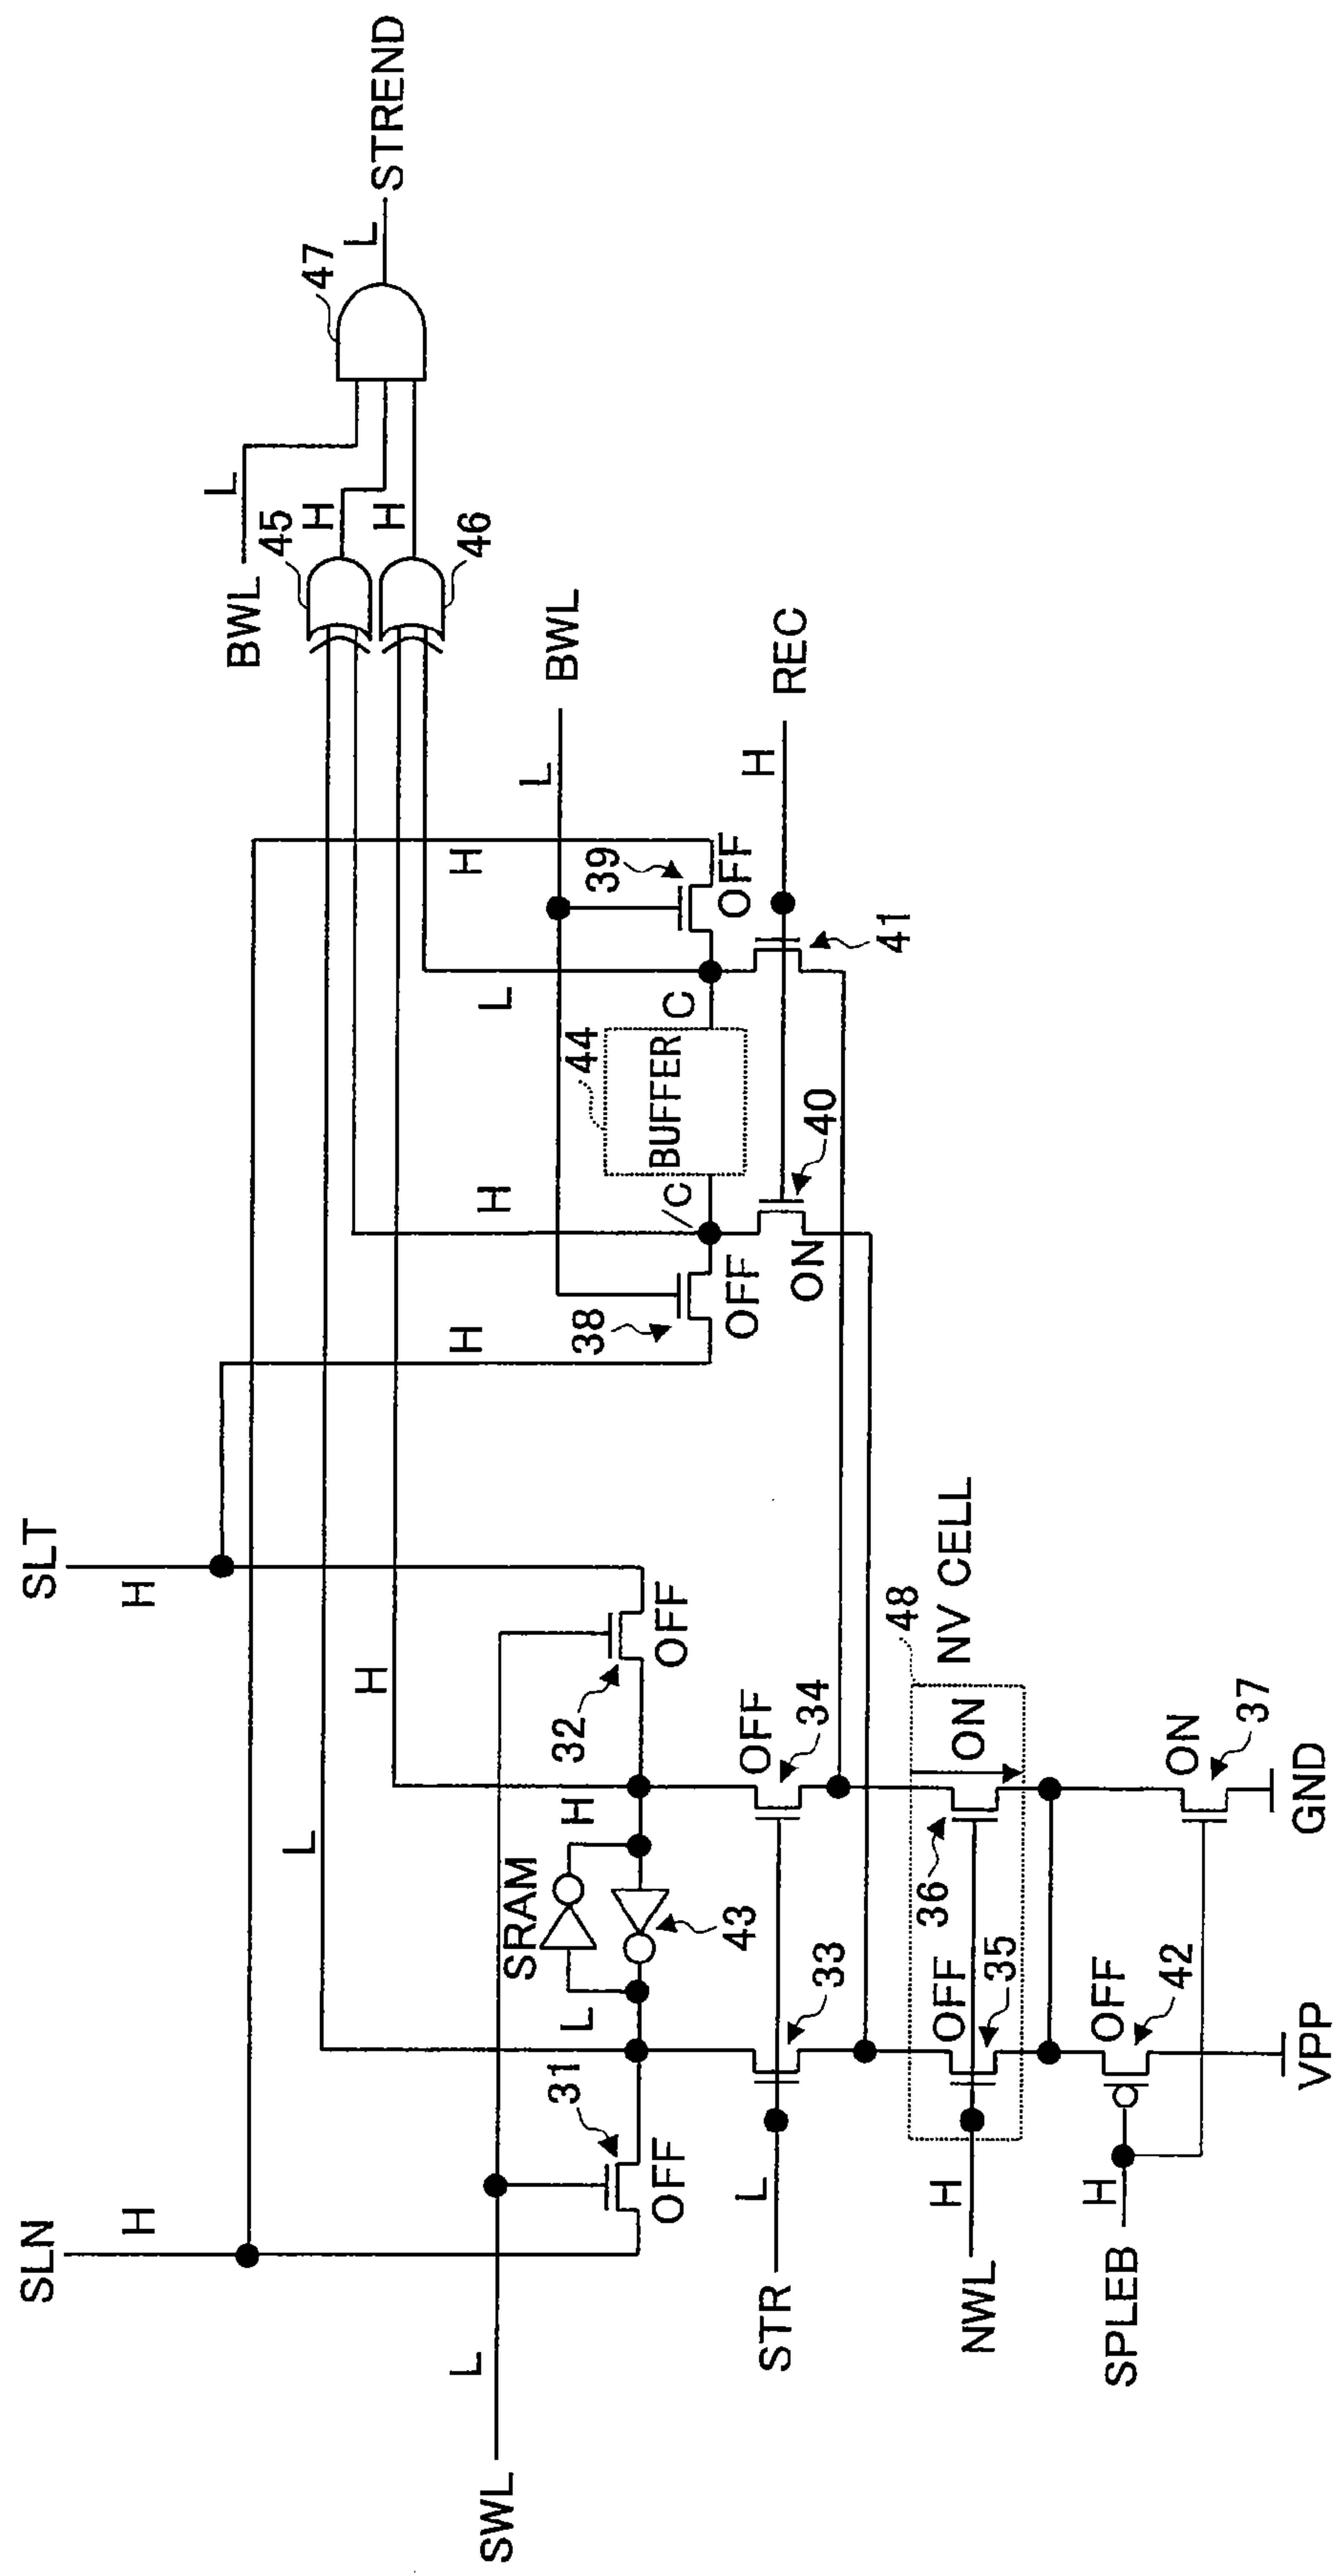 SLN
H
SLT
H
BWL
L
45
H
H
46
47
L
STREND
L
H
H
H
H
L
H
BWL
L
SWL
L
31
OFF
L
SRAM
H
43
32
OFF
38
OFF
/C
44
BUFFER
C
39
OFF
STR
L
33
OFF
34
ON
40
41
H
REC
NWL
H
OFF
35
36
ON
48
NV CELL
SPLEB
H
OFF
42
ON
37
VPP
GND